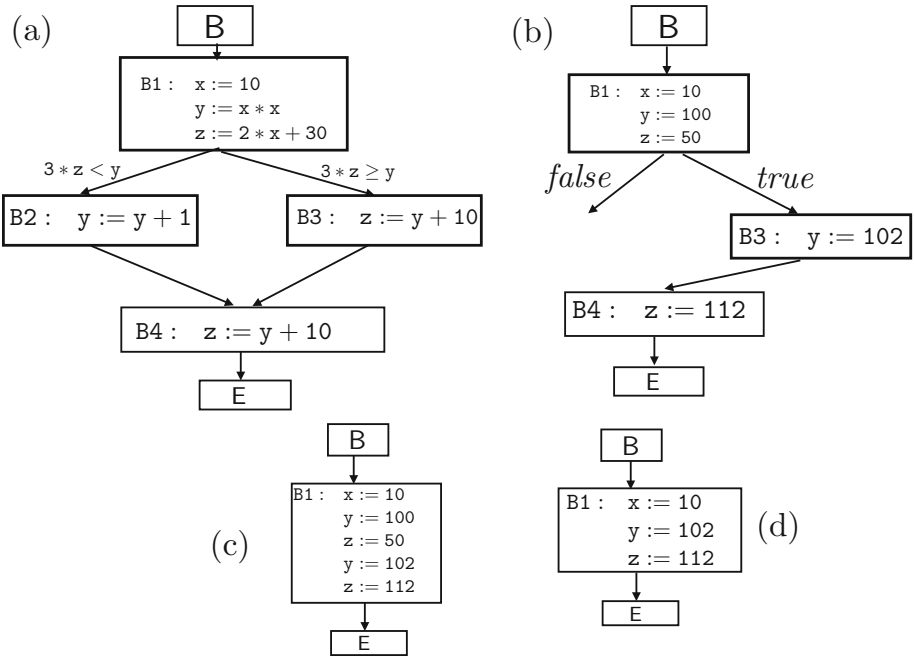 (a)
B
B1 : x := 10
y := x * x
z := 2 * x + 30
3 * z < y
3 * z ≥ y
B2 : y := y + 1
B3 : z := y + 10
B4 : z := y + 10
E
(b)
B
B1 : x := 10
y := 100
z := 50
false
true
B3 : y := 102
B4 : z := 112
E
(c)
B
B1 : x := 10
y := 100
z := 50
y := 102
z := 112
E
(d)
B
B1 : x := 10
y := 102
z := 112
E